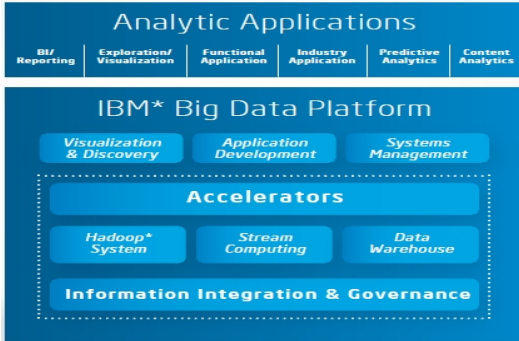 Analytic Applications
BI/ Reporting
Exploration/ Visualization
Functional Application
Industry Application
Predictive Analytics
Content Analytics
IBM* Big Data Platform
Visualization & Discovery
Application Development
Systems Management
Accelerators
Hadoop* System
Stream Computing
Data Warehouse
Information Integration & Governance